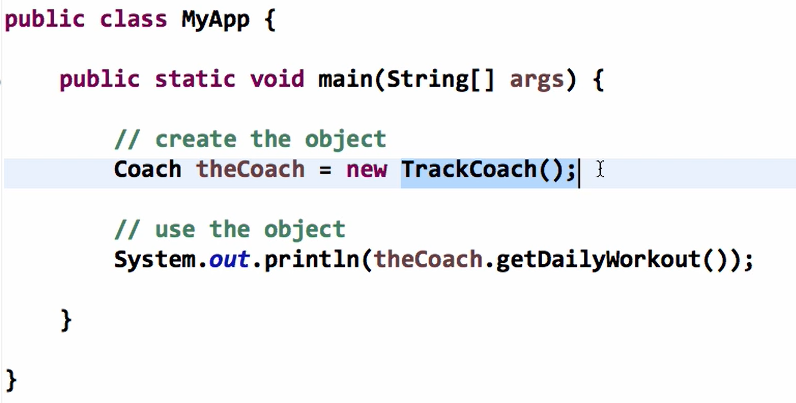 public class MyApp {
public static void main(String[] args) {
// create the object
Coach theCoach = new TrackCoach();
// use the object
System.out.println(theCoach.getDailyWorkout());
}
}